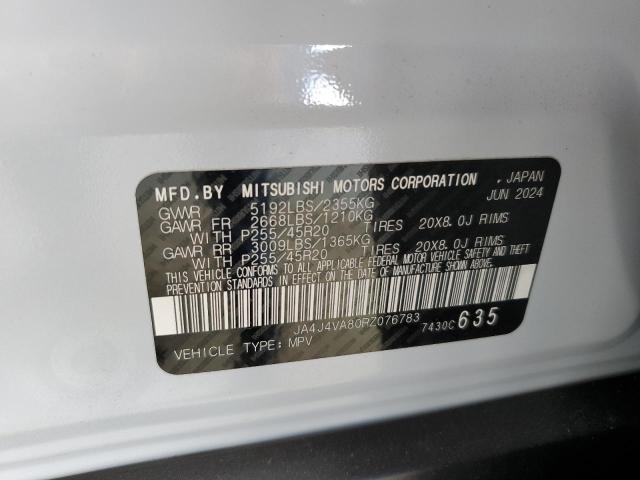 MFD.BY MITSUBISHI MOTORS CORPORATION , JAPAN
JUN 2024
GVWR 5192LBS/2355KG
GAWR FR 2668LBS/1210KG
WITH P255/45R20 TIRES 20X8.0J RIMS
GAWR RR 3009LBS/1365KG
WITH P255/45R20 TIRES 20X8.0J RIMS
THIS VEHICLE CONFORMS TO ALL APPLICABLE FEDERAL MOTOR VEHICLE SAFETY AND THEFT
PREVENTION STANDARDS IN EFFECT ON THE DATE OF MANUFACTURE SHOWN ABOVE.
JA4J4VA80RZ076783 7430C 635
VEHICLE TYPE: MPV